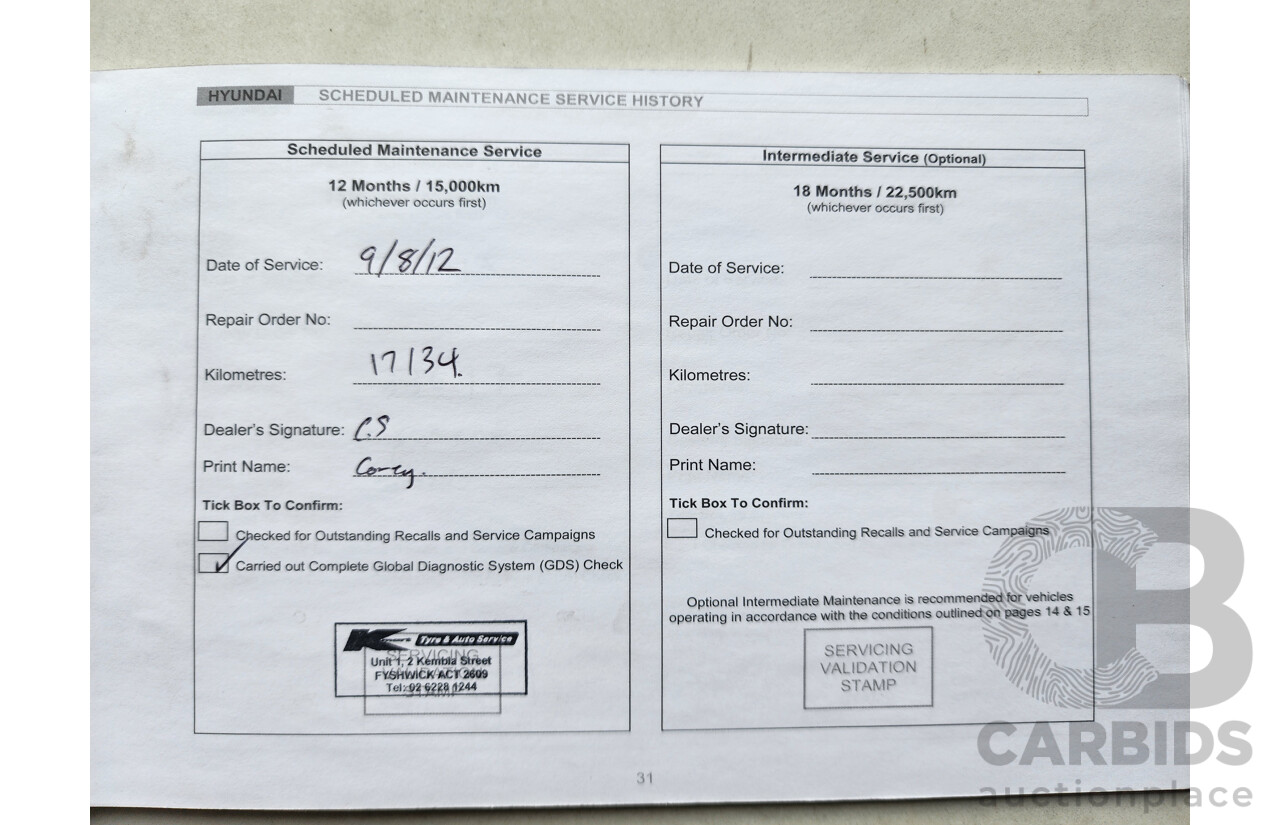 HYUNDAI SCHEDULED MAINTENANCE SERVICE HISTORY
Scheduled Maintenance Service
12 Months / 15,000km
(whichever occurs first)
Date of Service: 9/8/12
Repair Order No:
Kilometres: 17134.
Dealer's Signature: C.S
Print Name: Corey.
Tick Box To Confirm:
Checked for Outstanding Recalls and Service Campaigns
Carried out Complete Global Diagnostic System (GDS) Check
Tyre & Auto Service
SERVICING
Unit 1, 2 Kembla Street
FYSHWICK ACT 2609
Tel: 02 6228 1244
STAMP
Intermediate Service (Optional)
18 Months / 22,500km
(whichever occurs first)
Date of Service:
Repair Order No:
Kilometres:
Dealer's Signature:
Print Name:
Tick Box To Confirm:
Checked for Outstanding Recalls and Service Campaigns
Optional Intermediate Maintenance is recommended for vehicles
operating in accordance with the conditions outlined on pages 14 & 15
SERVICING
VALIDATION
STAMP
31
CARBIDS
auctionplace